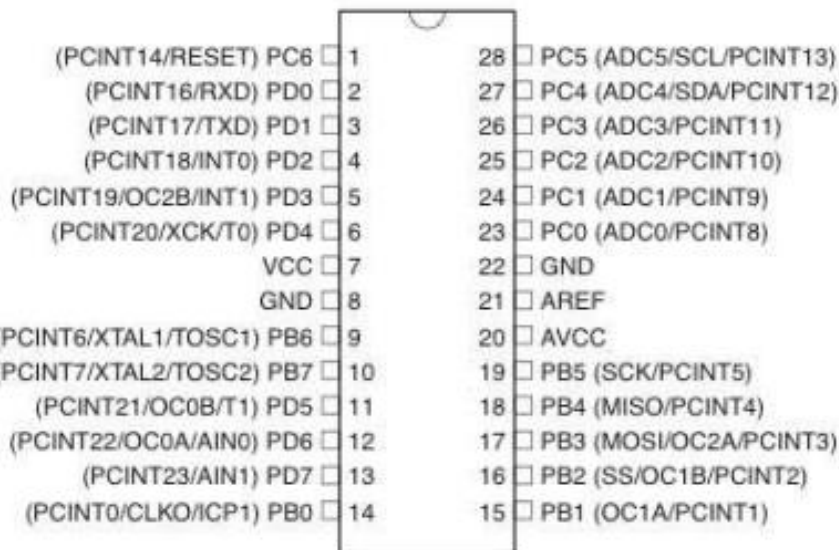 (PCINT14/RESET) PC6 1
(PCINT16/RXD) PD0 2
(PCINT17/TXD) PD1 3
(PCINT18/INT0) PD2 4
(PCINT19/OC2B/INT1) PD3 5
(PCINT20/XCK/T0) PD4 6
VCC 7
GND 8
(PCINT6/XTAL1/TOSC1) PB6 9
PCINT7/XTAL2/TOSC2) PB7 10
(PCINT21/OC0B/T1) PD5 11
(PCINT22/OC0A/AIN0) PD6 12
(PCINT23/AIN1) PD7 13
(PCINT0/CLKO/ICP1) PB0 14
28 PC5 (ADC5/SCL/PCINT13)
27 PC4 (ADC4/SDA/PCINT12)
26 PC3 (ADC3/PCINT11)
25 PC2 (ADC2/PCINT10)
24 PC1 (ADC1/PCINT9)
23 PC0 (ADC0/PCINT8)
22 GND
21 AREF
20 AVCC
19 PB5 (SCK/PCINT5)
18 PB4 (MISO/PCINT4)
17 PB3 (MOSI/OC2A/PCINT3)
16 PB2 (SS/OC1B/PCINT2)
15 PB1 (OC1A/PCINT1)